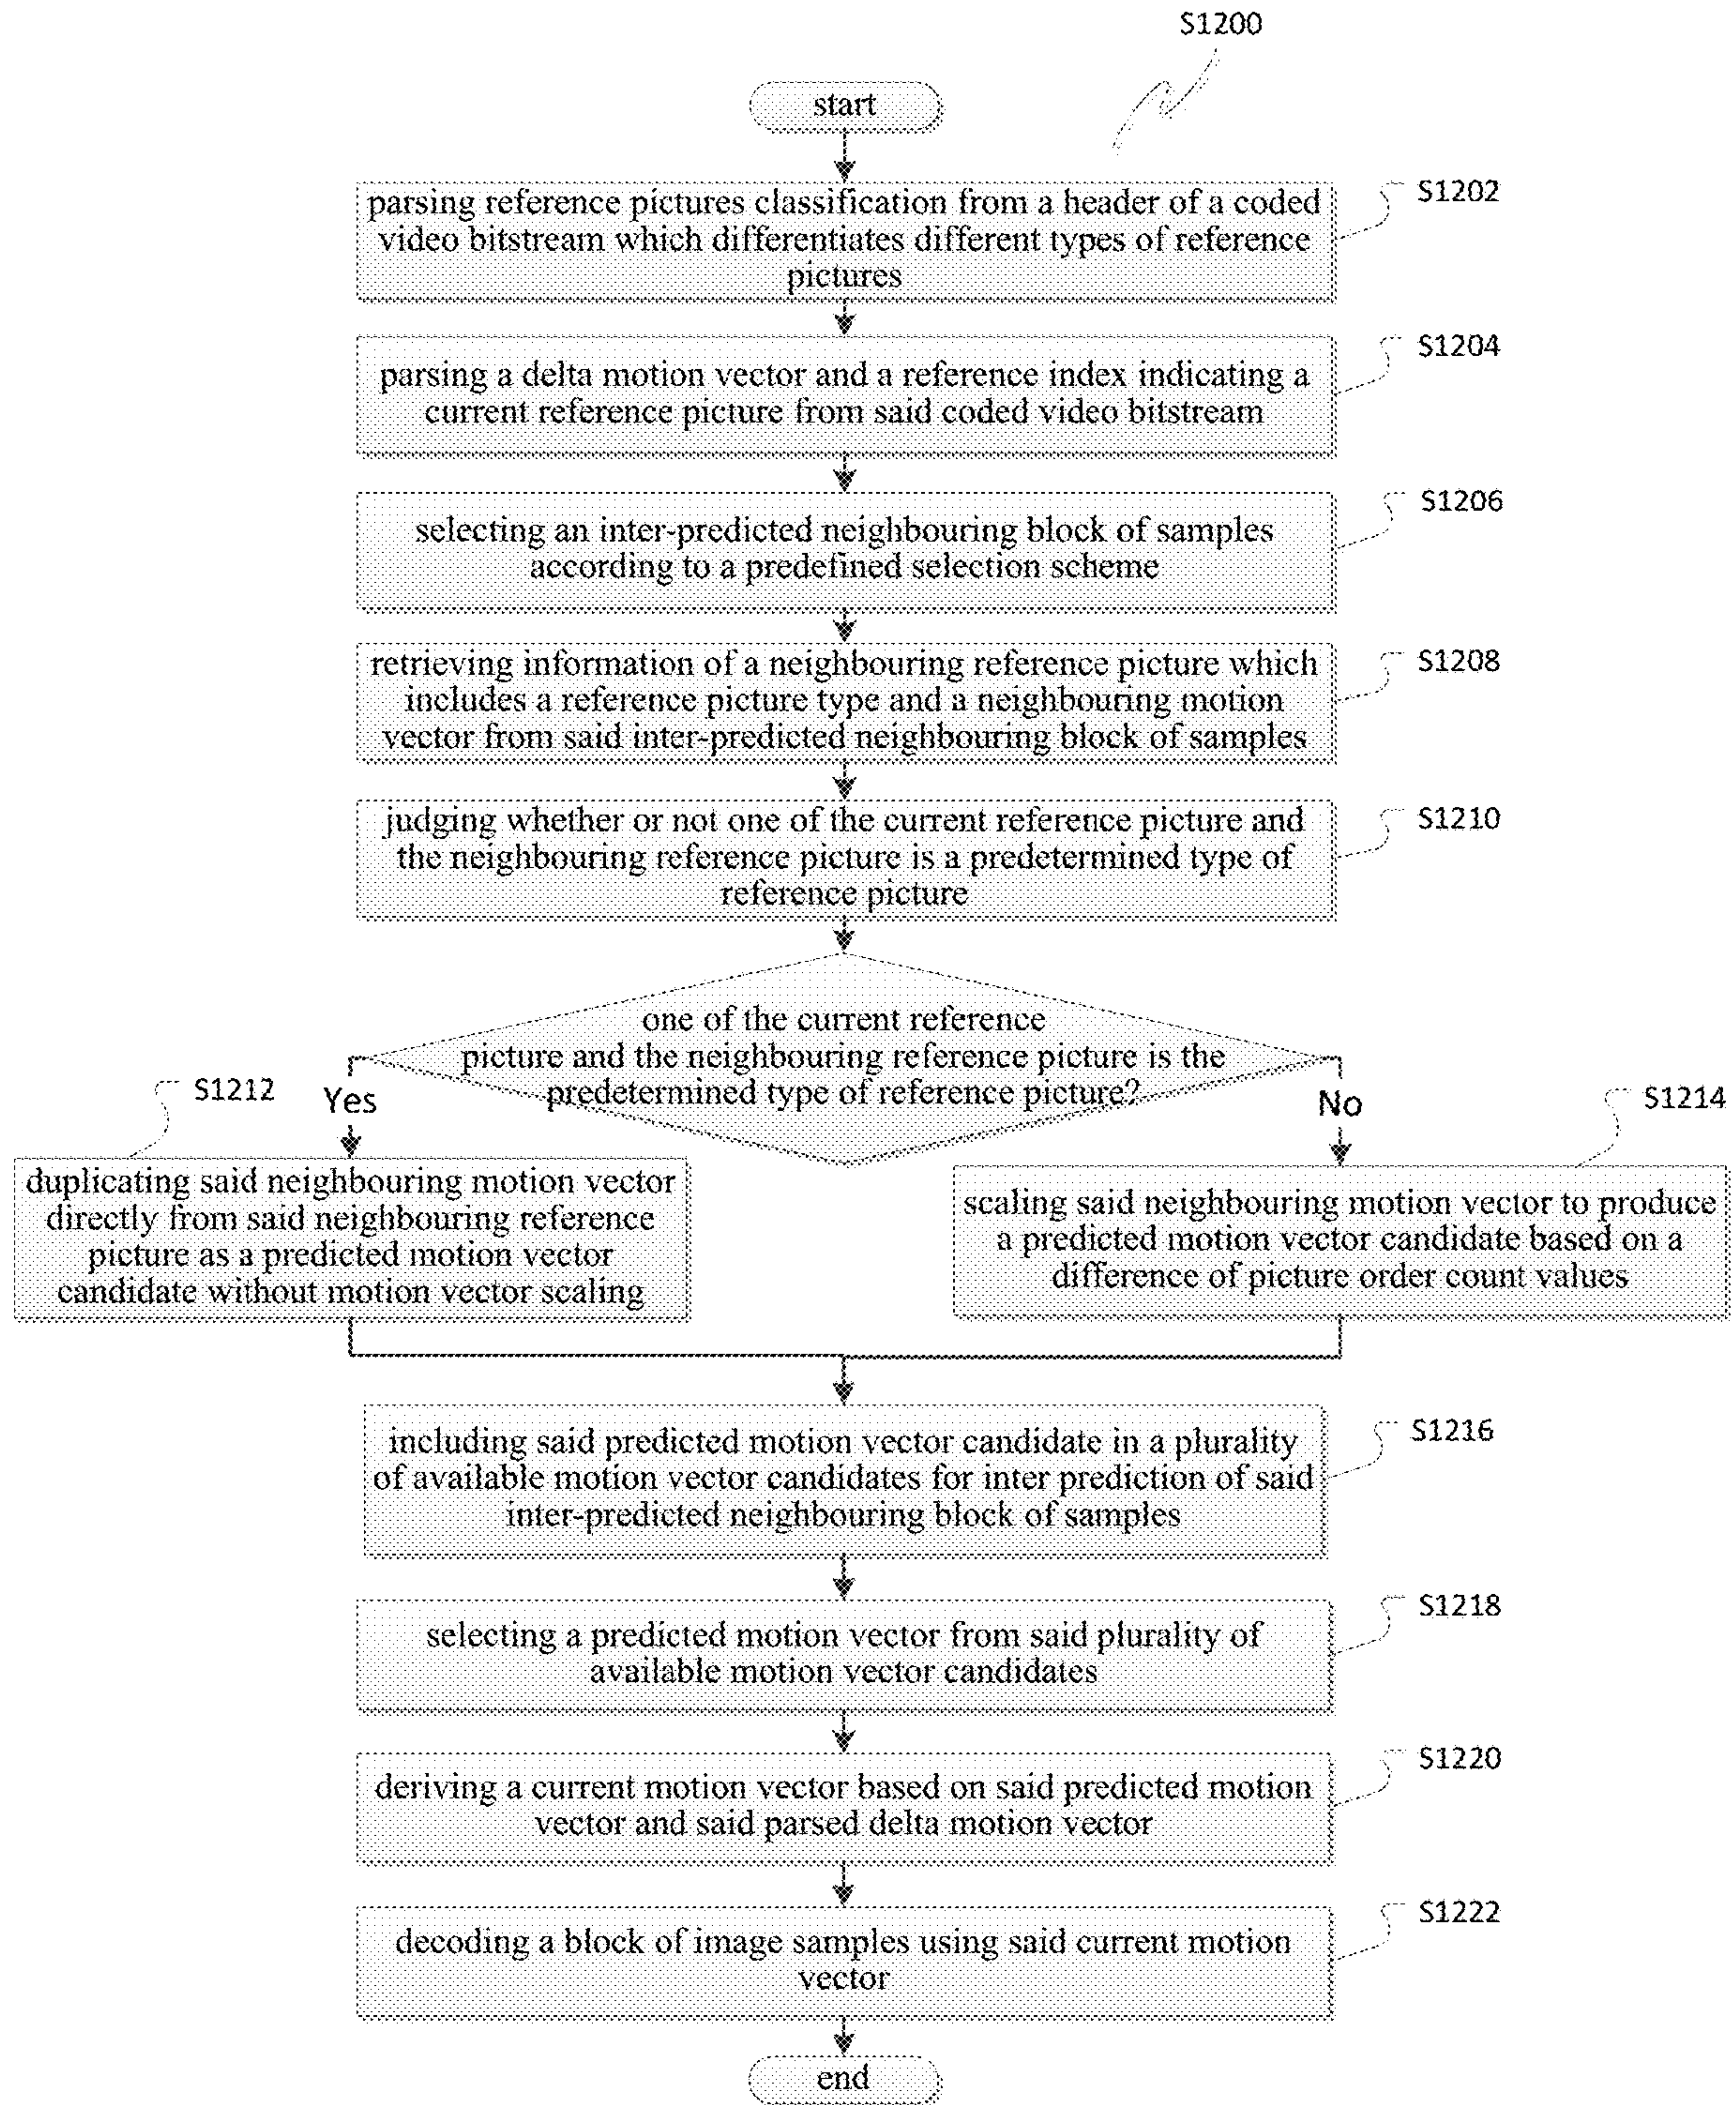 S1200
start
parsing reference pictures classification from a header of a coded
video bitstream which differentiates different types of reference
pictures
S1202
parsing a delta motion vector and a reference index indicating a
current reference picture from said coded video bitstream
S1204
selecting an inter-predicted neighbouring block of samples
according to a predefined selection scheme
S1206
retrieving information of a neighbouring reference picture which
includes a reference picture type and a neighbouring motion
vector from said inter-predicted neighbouring block of samples
S1208
judging whether or not one of the current reference picture and
the neighbouring reference picture is a predetermined type of
reference picture
S1210
one of the current reference
picture and the neighbouring reference picture is the
predetermined type of reference picture?
S1212
Yes
No
S1214
duplicating said neighbouring motion vector
directly from said neighbouring reference
picture as a predicted motion vector
candidate without motion vector scaling
scaling said neighbouring motion vector to produce
a predicted motion vector candidate based on a
difference of picture order count values
including said predicted motion vector candidate in a plurality
of available motion vector candidates for inter prediction of said
inter-predicted neighbouring block of samples
S1216
selecting a predicted motion vector from said plurality of
available motion vector candidates
S1218
deriving a current motion vector based on said predicted motion
vector and said parsed delta motion vector
S1220
decoding a block of image samples using said current motion
vector
S1222
end